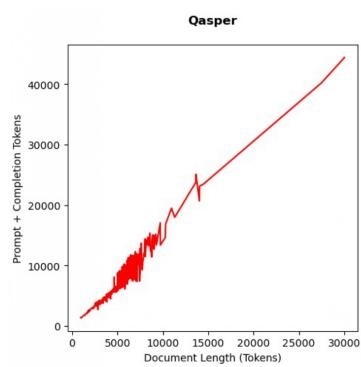 Qasper
Prompt + Completion Tokens
40000
30000
20000
10000
0
0 5000 10000 15000 20000 25000 30000
Document Length (Tokens)